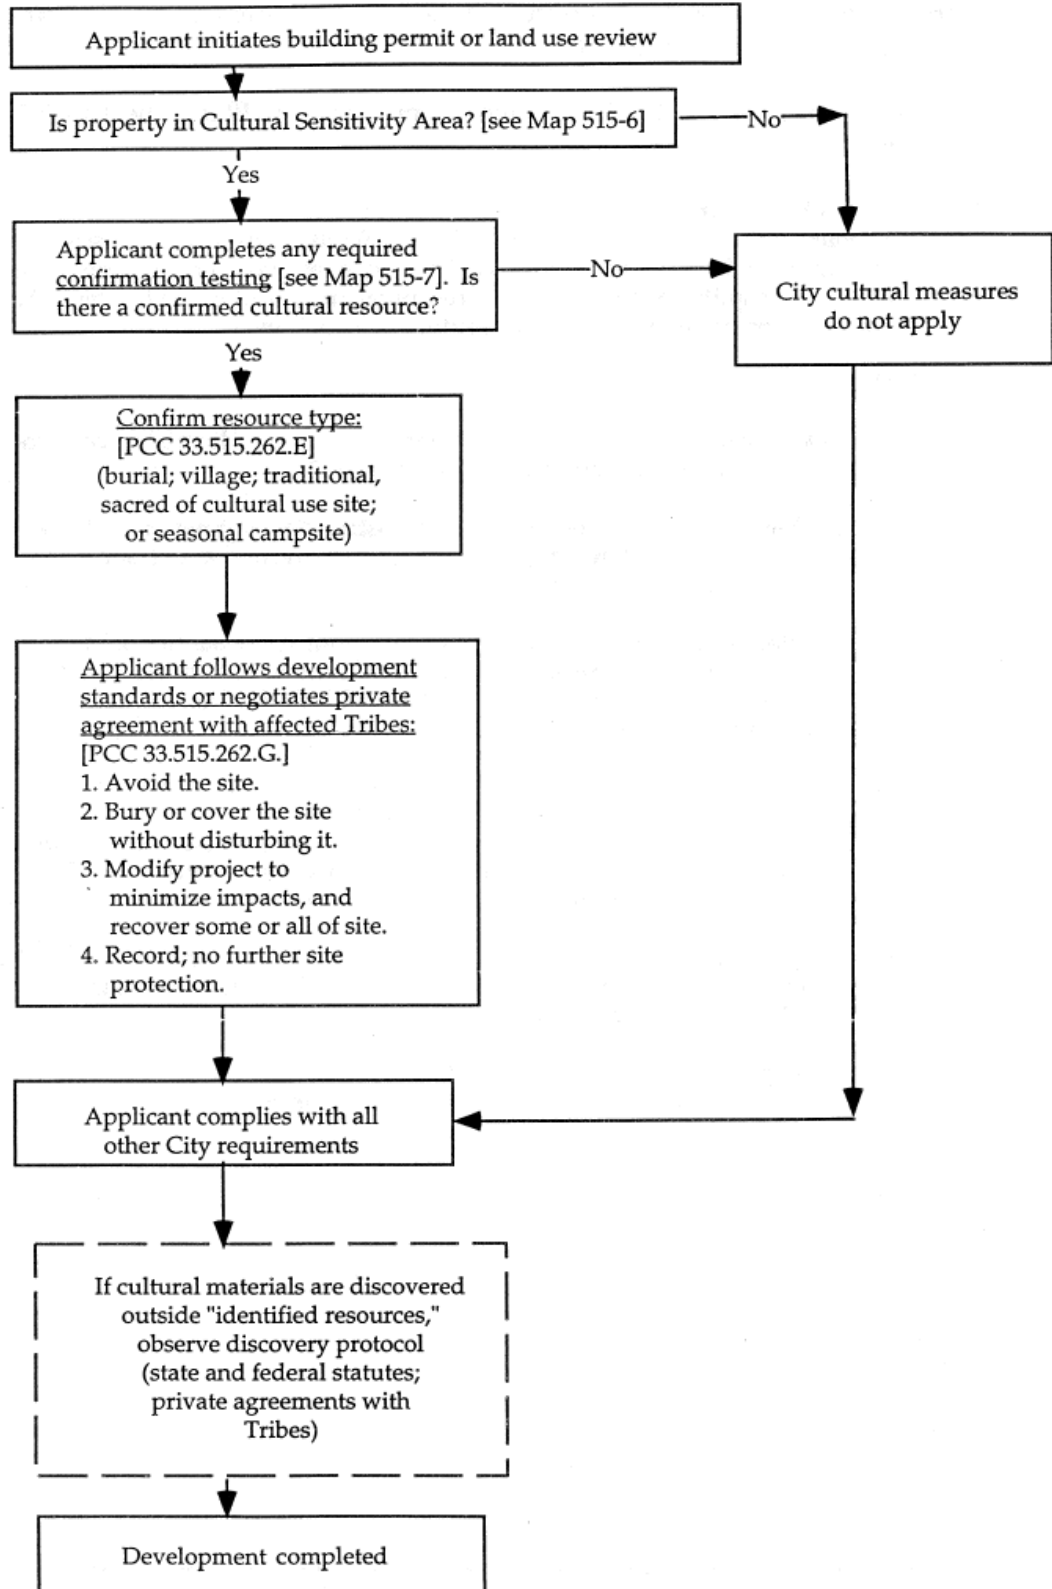 Applicant initiates building permit or land use review
Is property in Cultural Sensitivity Area? [see Map 515-6]
No
Yes
Applicant completes any required
confirmation testing [see Map 515-7]. Is
there a confirmed cultural resource?
No
City cultural measures
do not apply
Yes
Confirm resource type:
[PCC 33.515.262.E]
(burial; village; traditional,
sacred of cultural use site;
or seasonal campsite)
Applicant follows development
standards or negotiates private
agreement with affected Tribes:
[PCC 33.515.262.G.]
1. Avoid the site.
2. Bury or cover the site
without disturbing it.
3. Modify project to
minimize impacts, and
recover some or all of site.
4. Record; no further site
protection.
Applicant complies with all
other City requirements
If cultural materials are discovered
outside "identified resources,"
observe discovery protocol
(state and federal statutes;
private agreements with
Tribes)
Development completed